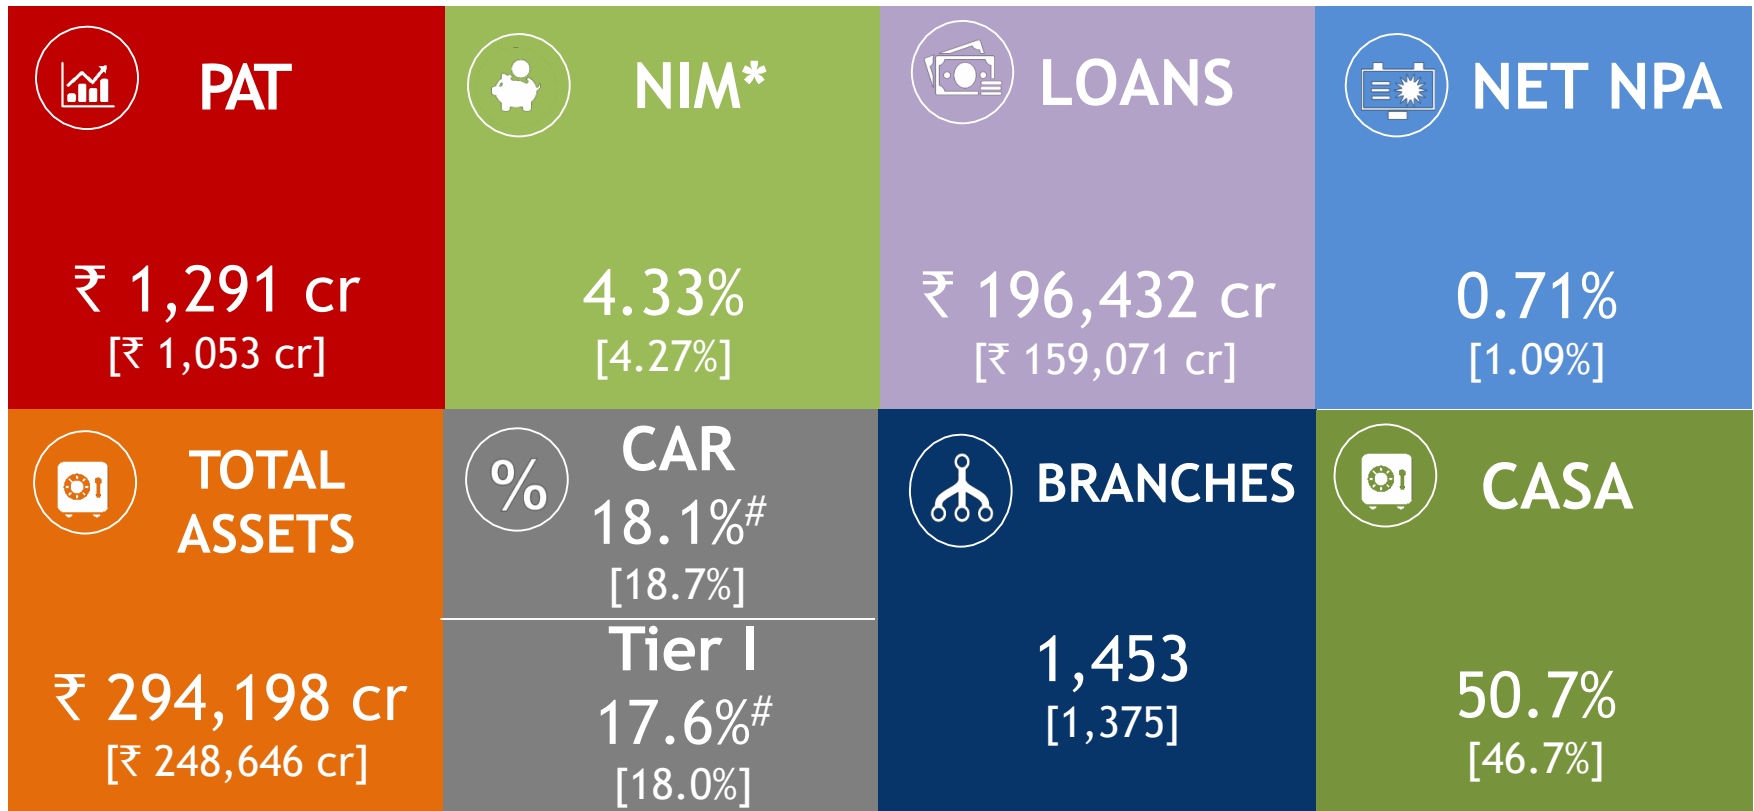 PAT
₹ 1,291 cr
[₹ 1,053 cr]
NIM*
4.33%
[4.27%]
LOANS
₹ 196,432 cr
[₹ 159,071 cr]
NET NPA
0.71%
[1.09%]
TOTAL
ASSETS
₹ 294,198 cr
[₹ 248,646 cr]
%
CAR
18.1%#
[18.7%]
Tier I
17.6%#
[18.0%]
BRANCHES
1,453
[1,375]
CASA
50.7%
[46.7%]